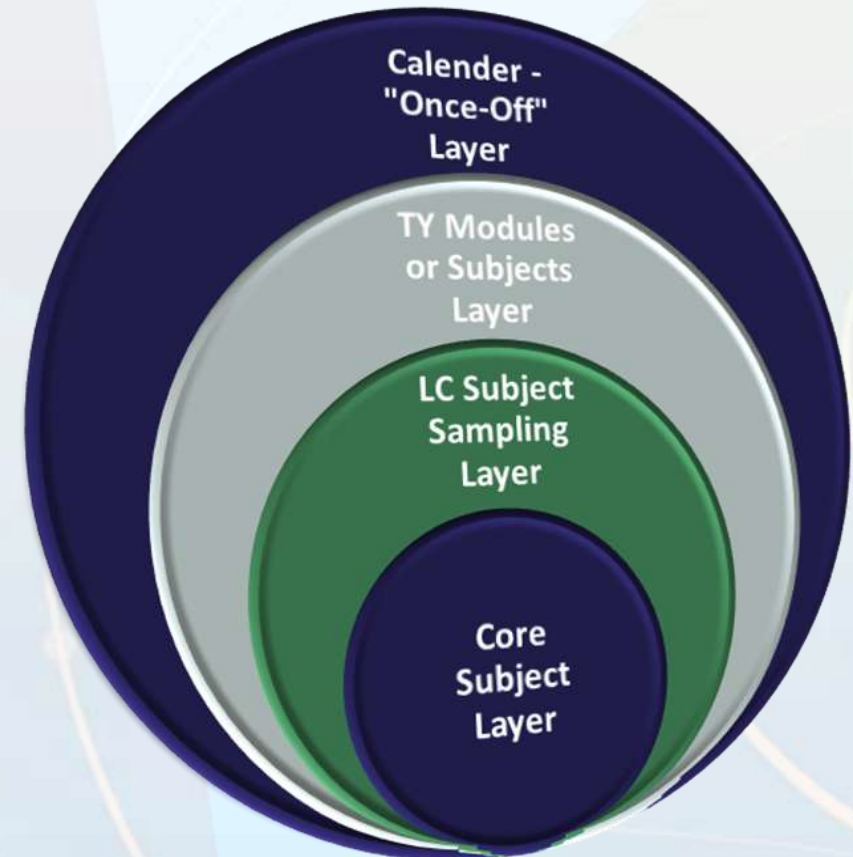 Calender -
"Once-Off"
Layer
TY Modules
or Subjects
Layer
LC Subject
Sampling
Layer
Core
Subject
Layer